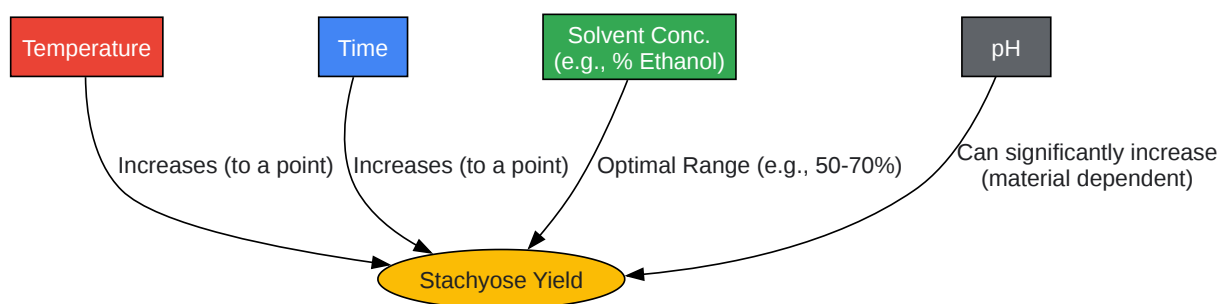 Temperature
Time
Solvent Conc.
(e.g., % Ethanol)
pH
Increases (to a point)
Increases (to a point)
Optimal Range (e.g., 50-70%)
Can significantly increase
(material dependent)
Stachyose Yield